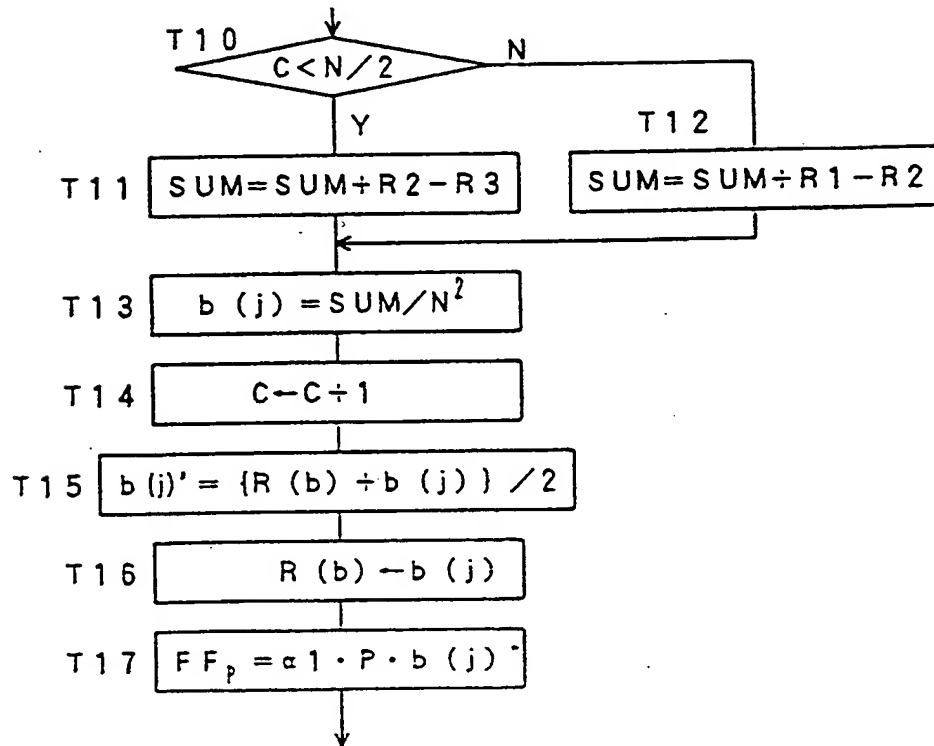 T10
C<N/2
N
Y
T12
T11
SUM=SUM÷R2-R3
SUM=SUM÷R1-R2
T13
b (j) =SUM/N²
T14
C←C÷1
T15
b(j)'= {R (b) ÷b (j) } /2
T16
R (b) ←b (j)
T17
FFₚ=α1・P・b (j) '